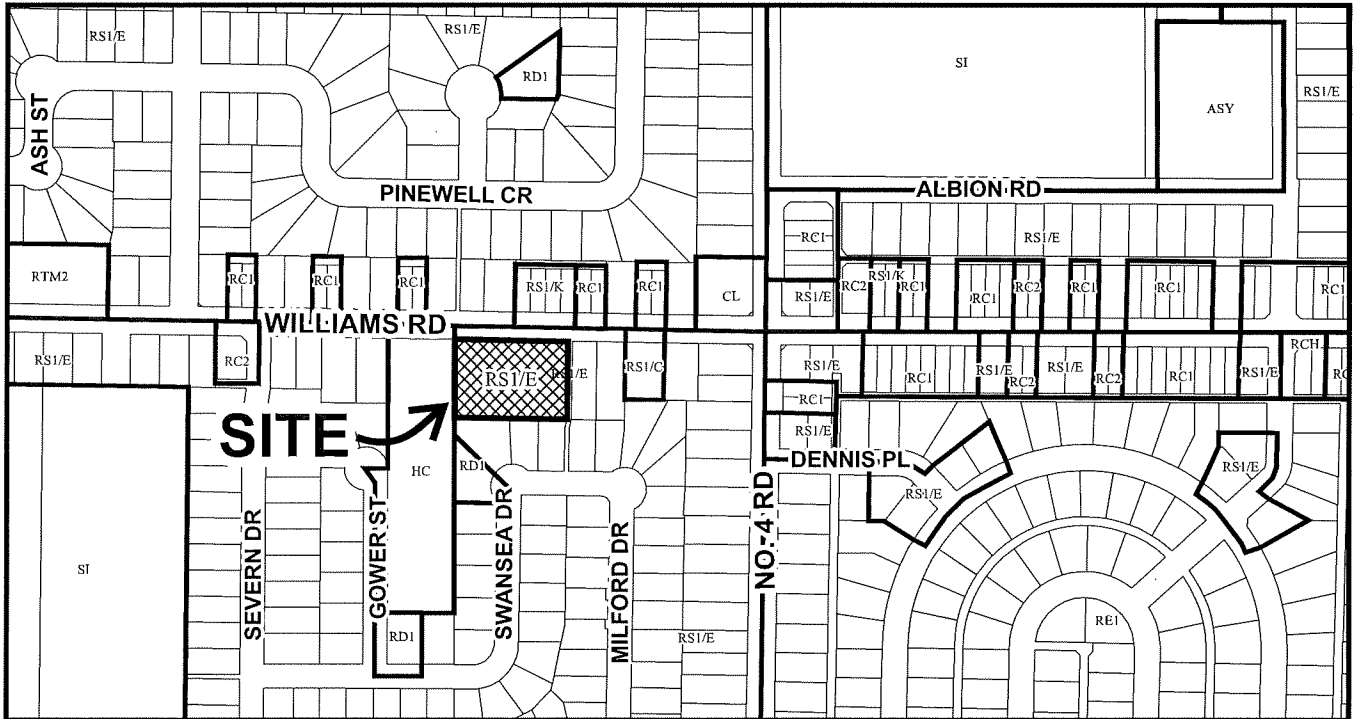 RS1/E
RS1/E
RD1
SI
ASY
RS1/E
ASH ST
PINEWELL CR
ALBION RD
RC1
RS1/E
RTM2
RC1
RC1
RC1
RS1/K
RC1
RC1
CL
RS1/E
RC2
RS1/K
RC1
RC1
RC2
RC1
RC1
RC1
WILLIAMS RD
RS1/E
RC2
RS1/E
RS1/E
RS1/C
RS1/E
RC1
RS1/E
RC2
RS1/E
RC2
RC1
RS1/E
RCH
RC
RC1
SITE
HC
RD1
RS1/E
DENNIS PL
RS1/E
RS1/E
SI
SEVERN DR
GOWER ST
SWANSEA DR
MILFORD DR
NO. 4 RD
RD1
RS1/E
RE1